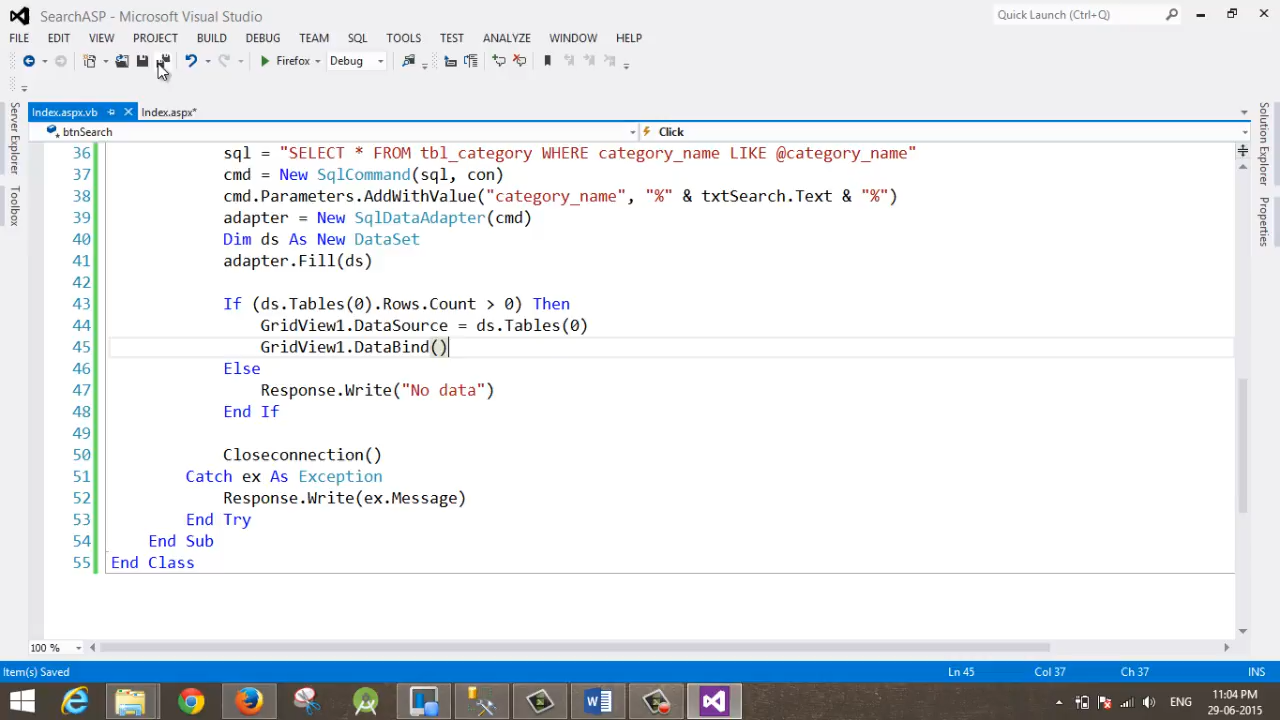 SearchASP - Microsoft Visual Studio
Quick Launch (Ctrl+Q)
FILE EDIT VIEW PROJECT BUILD DEBUG TEAM SQL TOOLS TEST ANALYZE WINDOW HELP
Firefox Debug
Index.aspx.vb Index.aspx*
btnSearch Click
Server Explorer
Toolbox
Solution Explorer
Properties
36 sql = "SELECT * FROM tbl_category WHERE category_name LIKE @category_name"
37 cmd = New SqlCommand(sql, con)
38 cmd.Parameters.AddWithValue("category_name", "%" & txtSearch.Text & "%")
39 adapter = New SqlDataAdapter(cmd)
40 Dim ds As New DataSet
41 adapter.Fill(ds)
42
43 If (ds.Tables(0).Rows.Count > 0) Then
44 GridView1.DataSource = ds.Tables(0)
45 GridView1.DataBind()
46 Else
47 Response.Write("No data")
48 End If
49
50 Closeconnection()
51 Catch ex As Exception
52 Response.Write(ex.Message)
53 End Try
54 End Sub
55 End Class
100 %
Item(s) Saved Ln 45 Col 37 Ch 37 INS
ENG 11:04 PM
29-06-2015